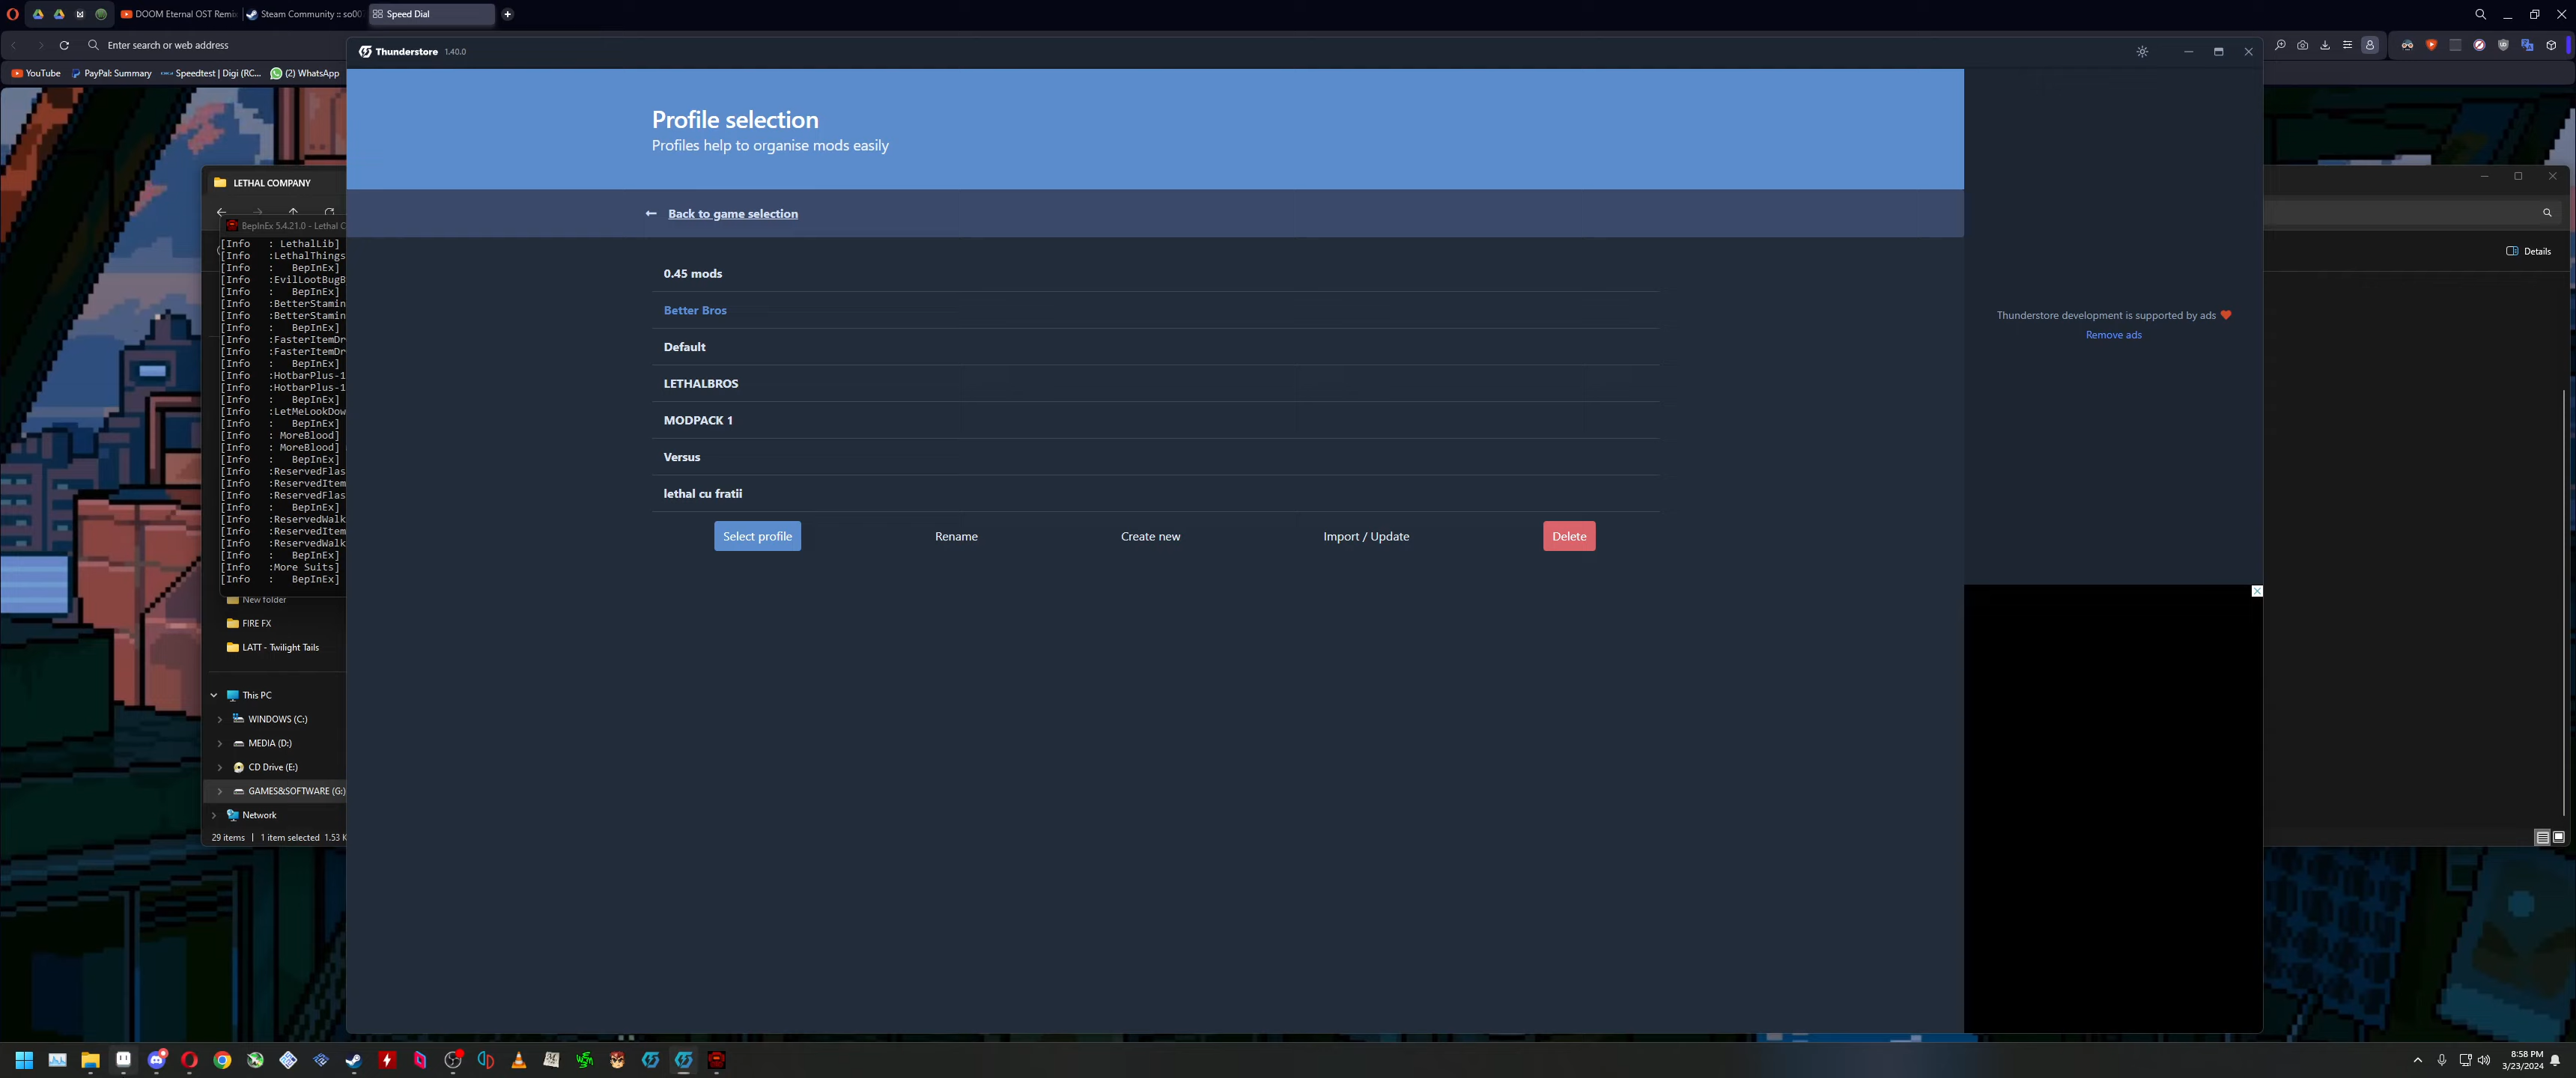 DOOM Eternal OST Remix
Steam Community :: so00
Speed Dial
Enter search or web address
YouTube
PayPal: Summary
Speedtest | Digi (RC...
(2) WhatsApp
Thunderstore 1.40.0
Profile selection
Profiles help to organise mods easily
Back to game selection
0.45 mods
Better Bros
Default
LETHALBROS
MODPACK 1
Versus
lethal cu fratii
Select profile
Rename
Create new
Import / Update
Delete
Thunderstore development is supported by ads
Remove ads
Details
LETHAL COMPANY
BepInEx 5.4.21.0 - Lethal C
[Info : LethalLib]
[Info :LethalThings
[Info : BepInEx]
[Info :EvilLootBugB
[Info : BepInEx]
[Info :BetterStamin
[Info :BetterStamin
[Info : BepInEx]
[Info :FasterItemDr
[Info :FasterItemDr
[Info : BepInEx]
[Info :HotbarPlus-1
[Info :HotbarPlus-1
[Info : BepInEx]
[Info :LetMeLookDow
[Info : BepInEx]
[Info : MoreBlood]
[Info : MoreBlood]
[Info : BepInEx]
[Info :ReservedFlas
[Info :ReservedItem
[Info :ReservedFlas
[Info : BepInEx]
[Info :ReservedWalk
[Info :ReservedItem
[Info :ReservedWalk
[Info : BepInEx]
[Info :More Suits]
[Info : BepInEx]
New folder
FIRE FX
LATT - Twilight Tails
This PC
WINDOWS (C:)
MEDIA (D:)
CD Drive (E:)
GAMES&SOFTWARE (G:)
Network
29 items | 1 item selected 1.53 K
8:58 PM
3/23/2024